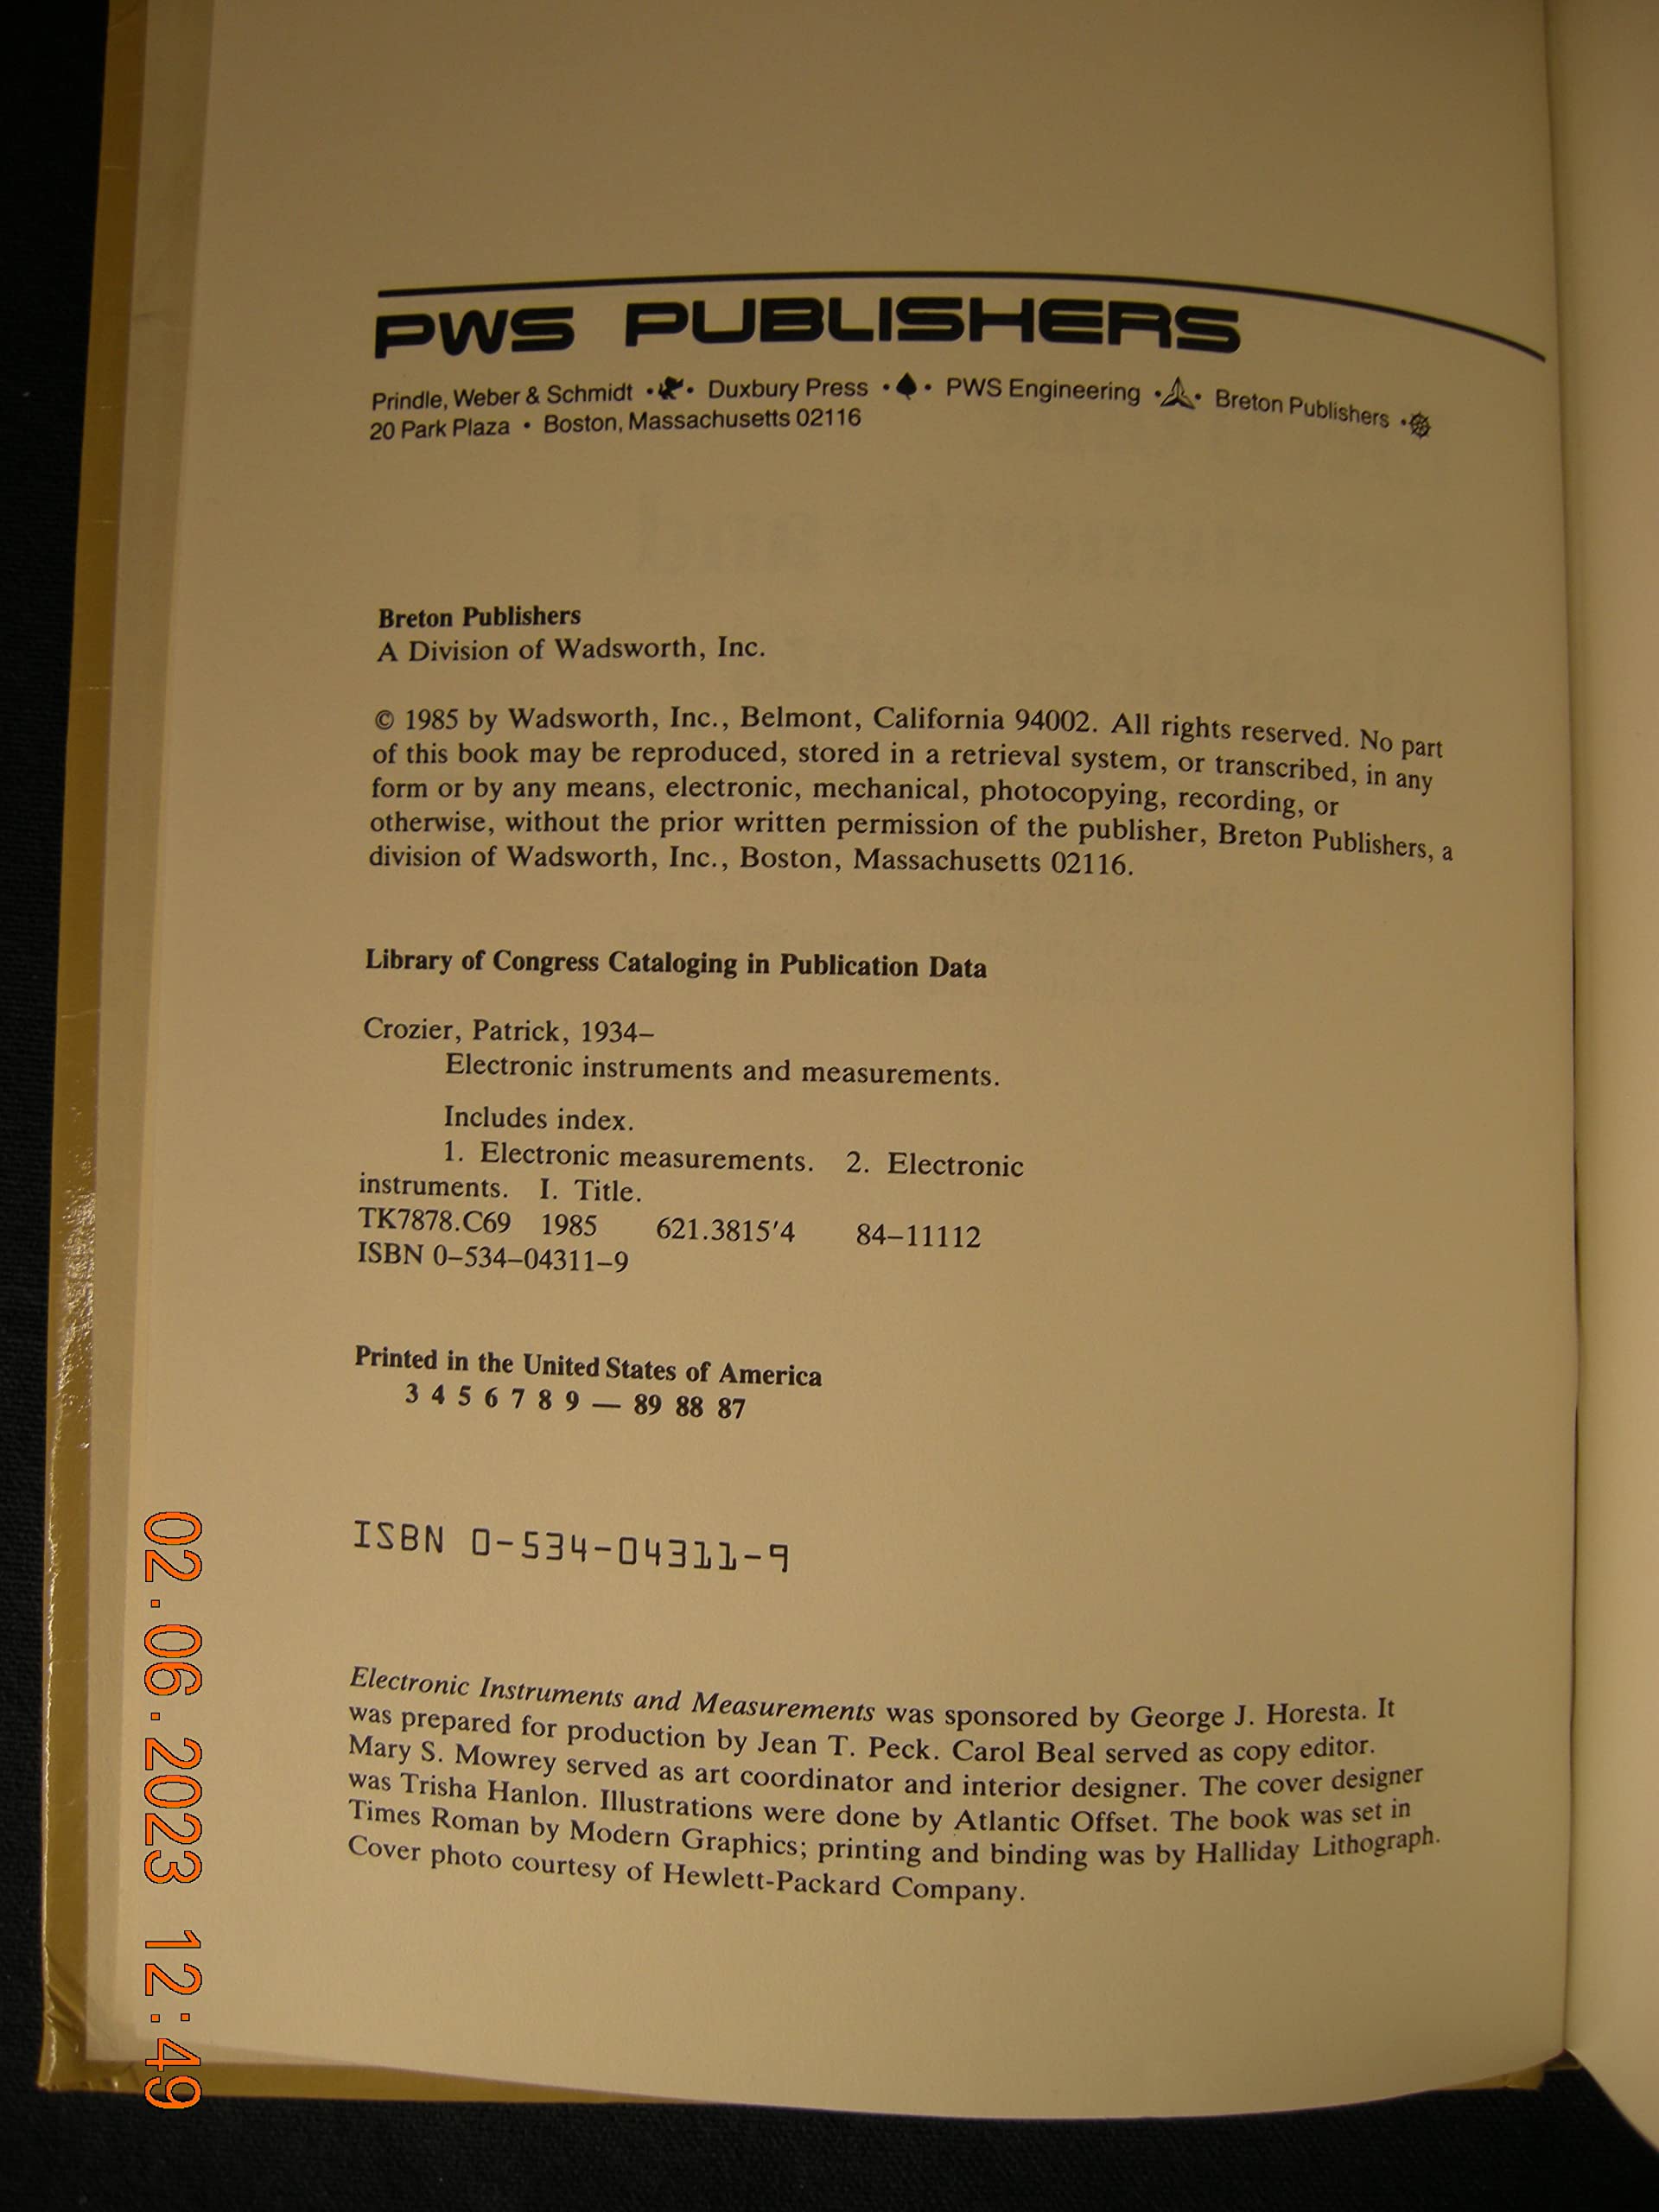 PWS PUBLISHERS
Prindle, Weber & Schmidt • • Duxbury Press • • PWS Engineering • • Breton Publishers •
20 Park Plaza • Boston, Massachusetts 02116
Breton Publishers
A Division of Wadsworth, Inc.
© 1985 by Wadsworth, Inc., Belmont, California 94002. All rights reserved. No part
of this book may be reproduced, stored in a retrieval system, or transcribed, in any
form or by any means, electronic, mechanical, photocopying, recording, or
otherwise, without the prior written permission of the publisher, Breton Publishers, a
division of Wadsworth, Inc., Boston, Massachusetts 02116.
Library of Congress Cataloging in Publication Data
Crozier, Patrick, 1934–
Electronic instruments and measurements.
Includes index.
1. Electronic measurements. 2. Electronic
instruments. I. Title.
TK7878.C69 1985 621.3815′4 84–11112
ISBN 0–534–04311–9
Printed in the United States of America
3 4 5 6 7 8 9 — 89 88 87
ISBN 0-534-04311-9
Electronic Instruments and Measurements was sponsored by George J. Horesta. It
was prepared for production by Jean T. Peck. Carol Beal served as copy editor.
Mary S. Mowrey served as art coordinator and interior designer. The cover designer
was Trisha Hanlon. Illustrations were done by Atlantic Offset. The book was set in
Times Roman by Modern Graphics; printing and binding was by Halliday Lithograph.
Cover photo courtesy of Hewlett-Packard Company.
02.06.2023 12:49